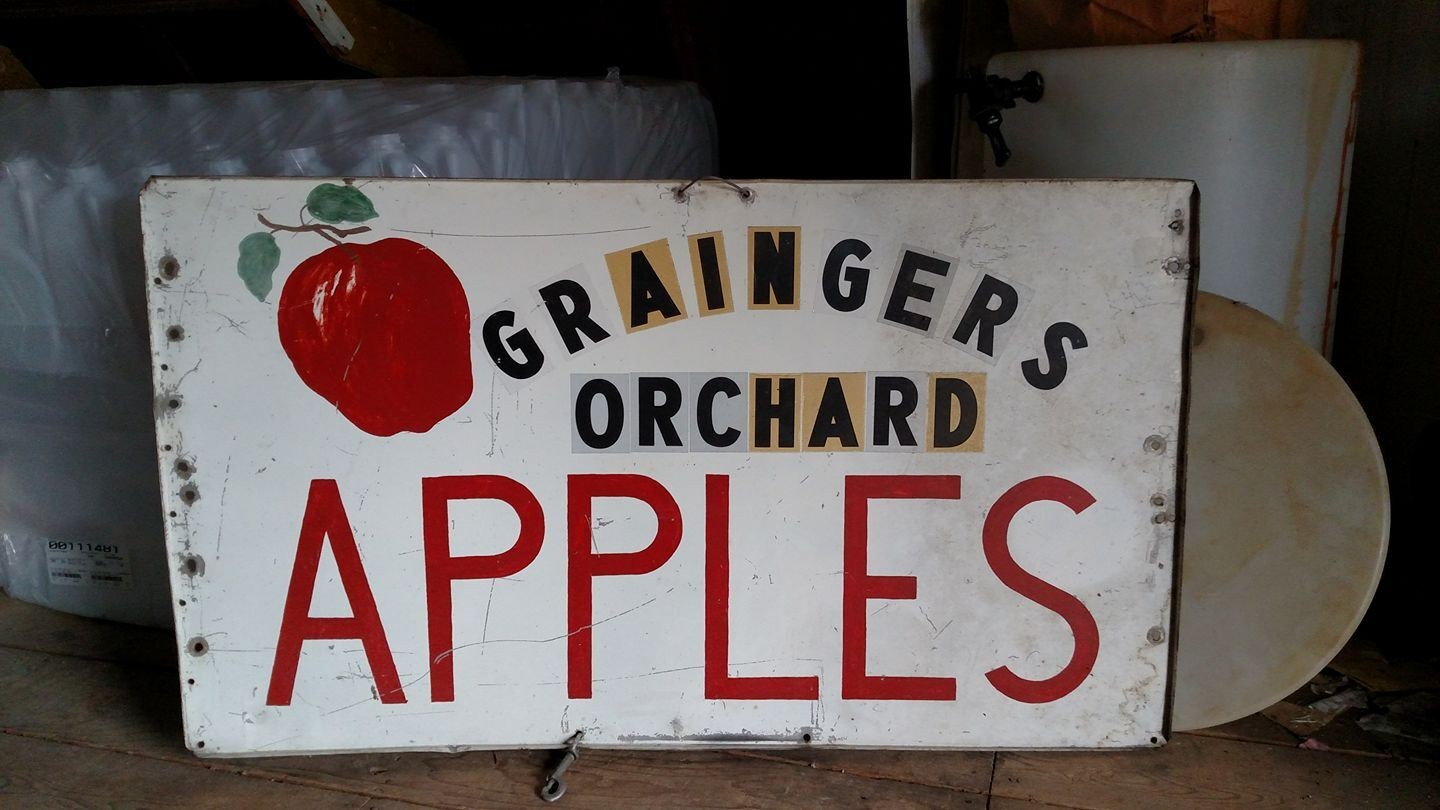 GRAINGERS
ORCHARD
APPLES
00111481